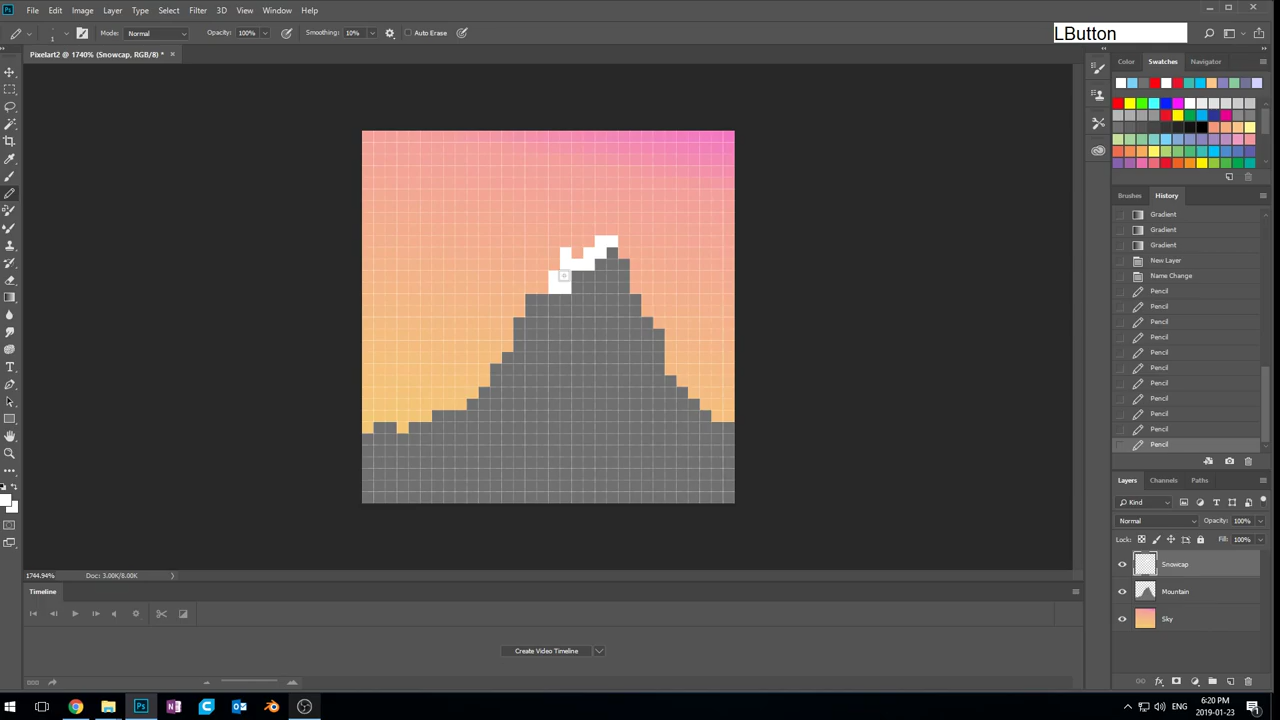 Ps File Edit Image Layer Type Select Filter 3D View Window Help
1 Mode: Normal Opacity: 100% Smoothing: 10% Auto Erase LButton
Pixelart2 @ 1740% (Snowcap, RGB/8) * ×
Color Swatches Navigator
Brushes History
Gradient
Gradient
Gradient
New Layer
Name Change
Pencil
Pencil
Pencil
Pencil
Pencil
Pencil
Pencil
Pencil
Pencil
Pencil
Pencil
Layers Channels Paths
Kind
Normal Opacity: 100%
Lock: Fill: 100%
Snowcap
Mountain
Sky
1744.94% Doc: 3.00K/8.00K
Timeline
Create Video Timeline
ENG 6:20 PM
2019-01-23